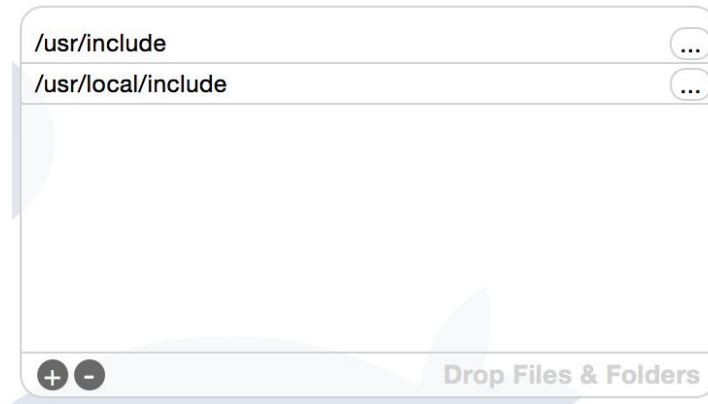 /usr/include ...
/usr/local/include ...
+ - Drop Files & Folders